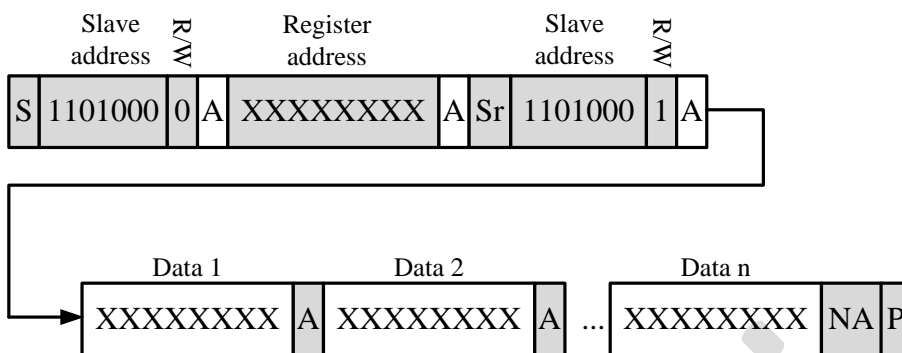 Slave address R/W Register address Slave address R/W
S 1101000 0 A XXXXXXXX A Sr 1101000 1 A
Data 1 Data 2 Data n
XXXXXXXX A XXXXXXXX A ... XXXXXXXX NA P